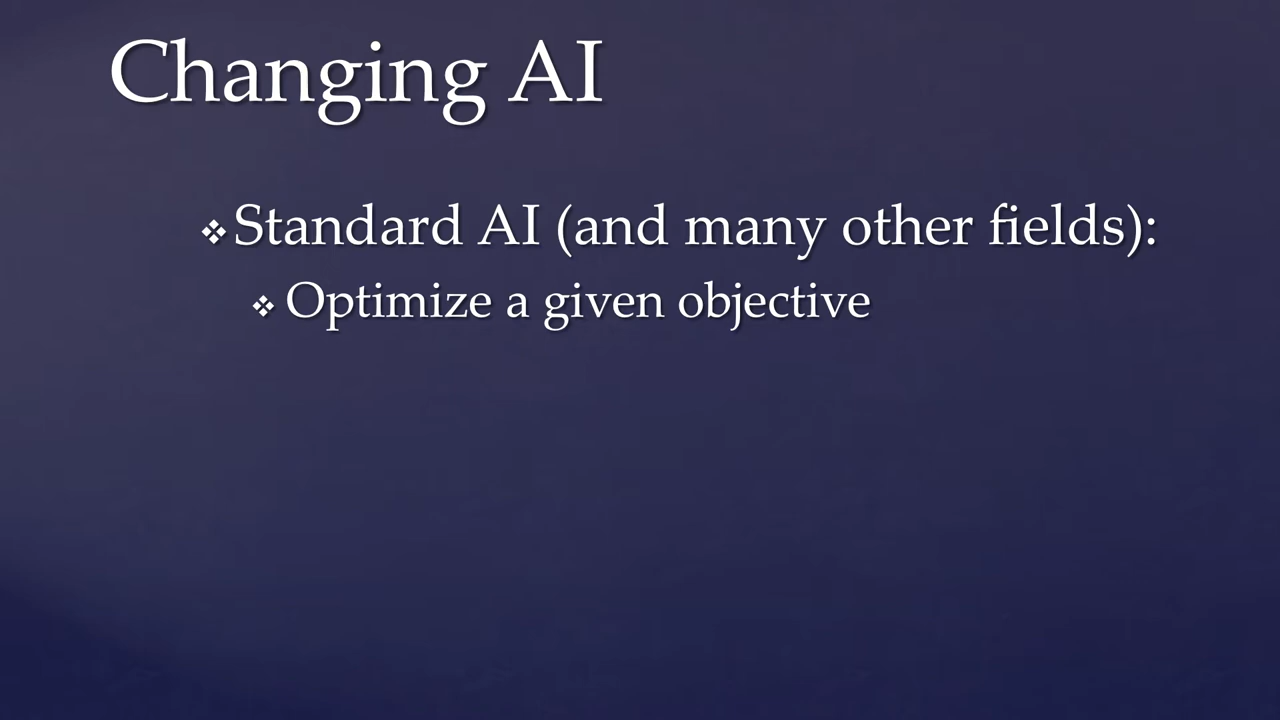 Changing AI
❖Standard AI (and many other fields):
❖ Optimize a given objective